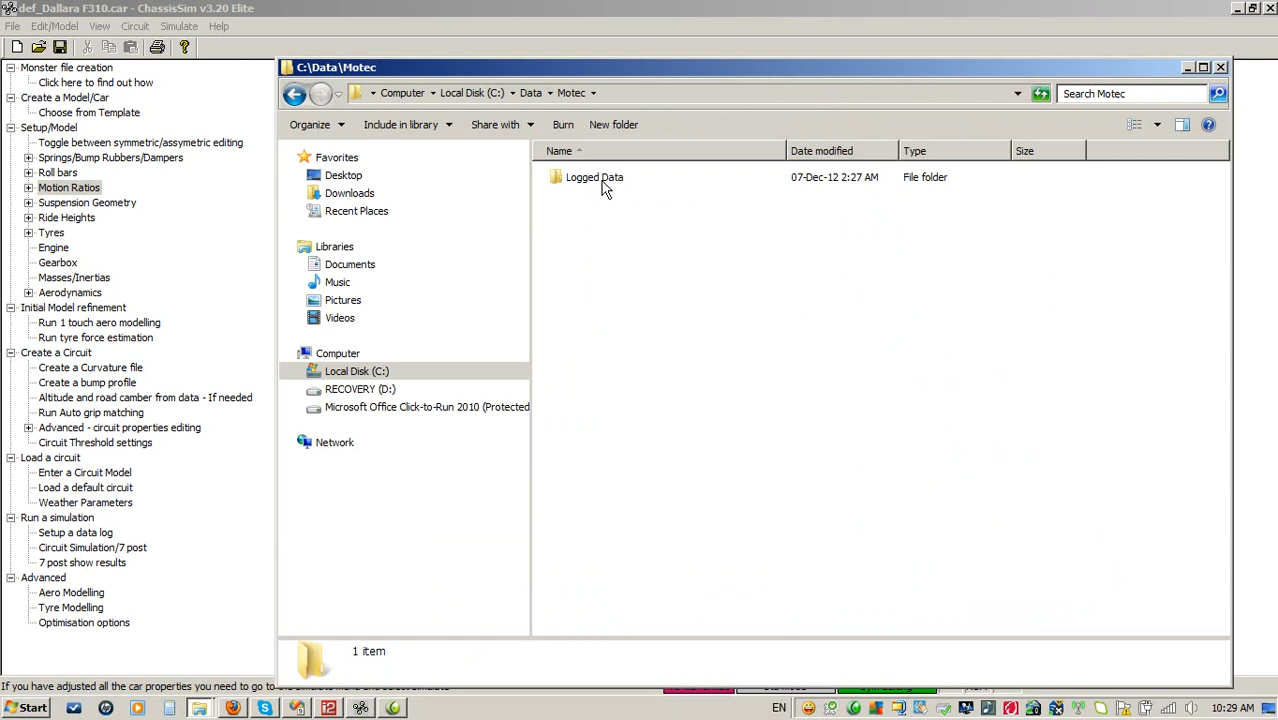 def_Dallara F310.car - ChassisSim v3.20 Elite
File Edit/Model View Circuit Simulate Help
Monster file creation
Click here to find out how
Create a Model/Car
Choose from Template
Setup/Model
Toggle between symmetric/assymetric editing
Springs/Bump Rubbers/Dampers
Roll bars
Motion Ratios
Suspension Geometry
Ride Heights
Tyres
Engine
Gearbox
Masses/Inertias
Aerodynamics
Initial Model refinement
Run 1 touch aero modelling
Run tyre force estimation
Create a Circuit
Create a Curvature file
Create a bump profile
Altitude and road camber from data - If needed
Run Auto grip matching
Advanced - circuit properties editing
Circuit Threshold settings
Load a circuit
Enter a Circuit Model
Load a default circuit
Weather Parameters
Run a simulation
Setup a data log
Circuit Simulation/7 post
7 post show results
Advanced
Aero Modelling
Tyre Modelling
Optimisation options
C:\Data\Motec
Computer Local Disk (C:) Data Motec
Search Motec
Organize Include in library Share with Burn New folder
Favorites
Desktop
Downloads
Recent Places
Libraries
Documents
Music
Pictures
Videos
Computer
Local Disk (C:)
RECOVERY (D:)
Microsoft Office Click-to-Run 2010 (Protected
Network
Name Date modified Type Size
Logged Data 07-Dec-12 2:27 AM File folder
1 item
If you have adjusted all the car properties you need to go to
Start
i2
EN
10:29 AM